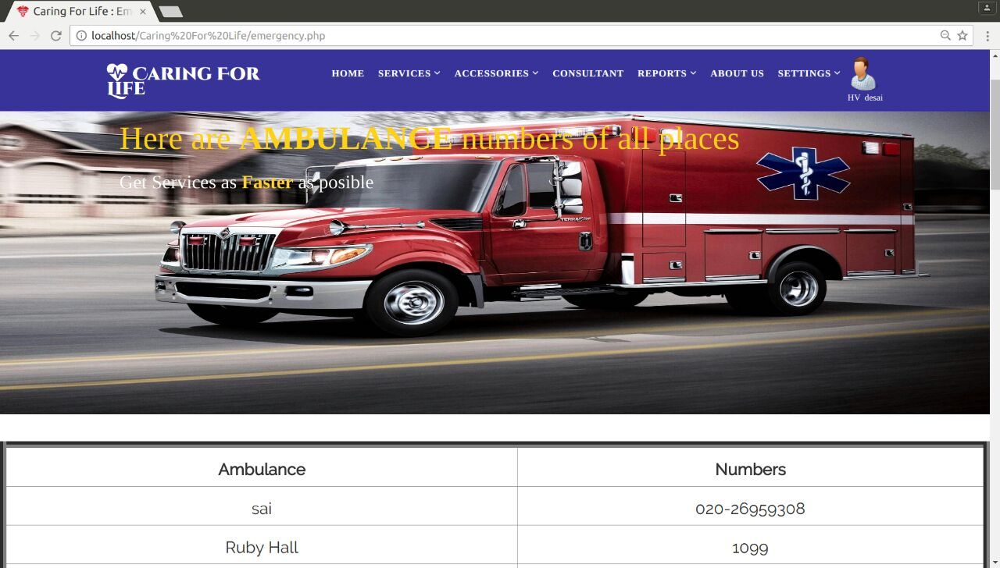 Caring For Life : Em
localhost/Caring%20For%20Life/emergency.php
Caring For
Life
HOME SERVICES ACCESSORIES CONSULTANT REPORTS ABOUT US SETTINGS
HV desai
Here are AMBULANCE numbers of all places
Get Services as Faster as posible
TERRASTAR
Ambulance Numbers
sai 020-26959308
Ruby Hall 1099